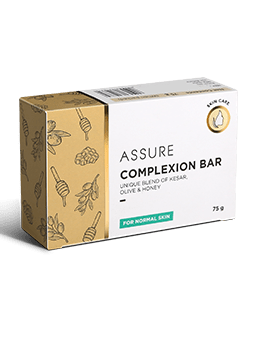 SKIN CARE
ASSURE
COMPLEXION BAR
UNIQUE BLEND OF KESAR,
OLIVE & HONEY
FOR NORMAL SKIN
75 g